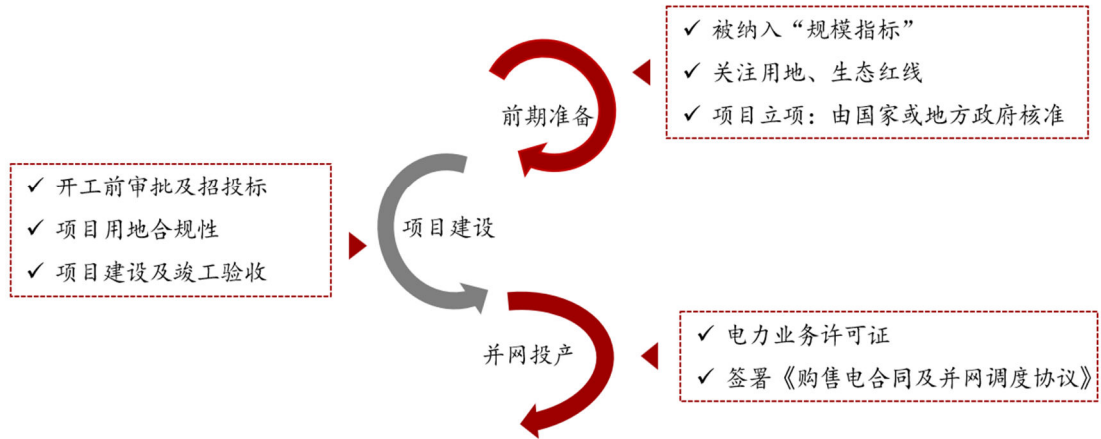 ✓ 被纳入“规模指标”
✓ 关注用地、生态红线
✓ 项目立项：由国家或地方政府核准
前期准备
✓ 开工前审批及招投标
✓ 项目用地合规性
✓ 项目建设及竣工验收
项目建设
✓ 电力业务许可证
✓ 签署《购售电合同及并网调度协议》
并网投产